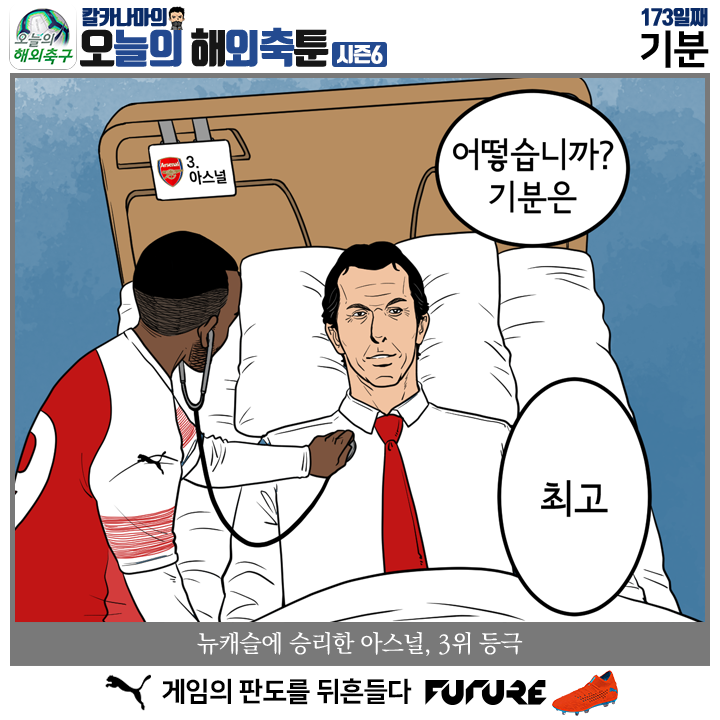 오늘의
해외축구
칼카나마의
오늘의 해외축툰
시즌6
173일째
기분
Arsenal
3.
아스널
어떻습니까?
기분은
최고
뉴캐슬에 승리한 아스널, 3위 등극
게임의 판도를 뒤흔들다 FUTURE